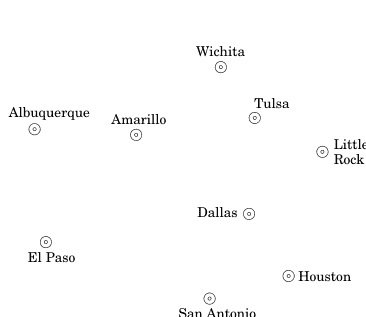 Wichita
Tulsa
Albuquerque
Amarillo
Little
Rock
Dallas
El Paso
Houston
San Antonio